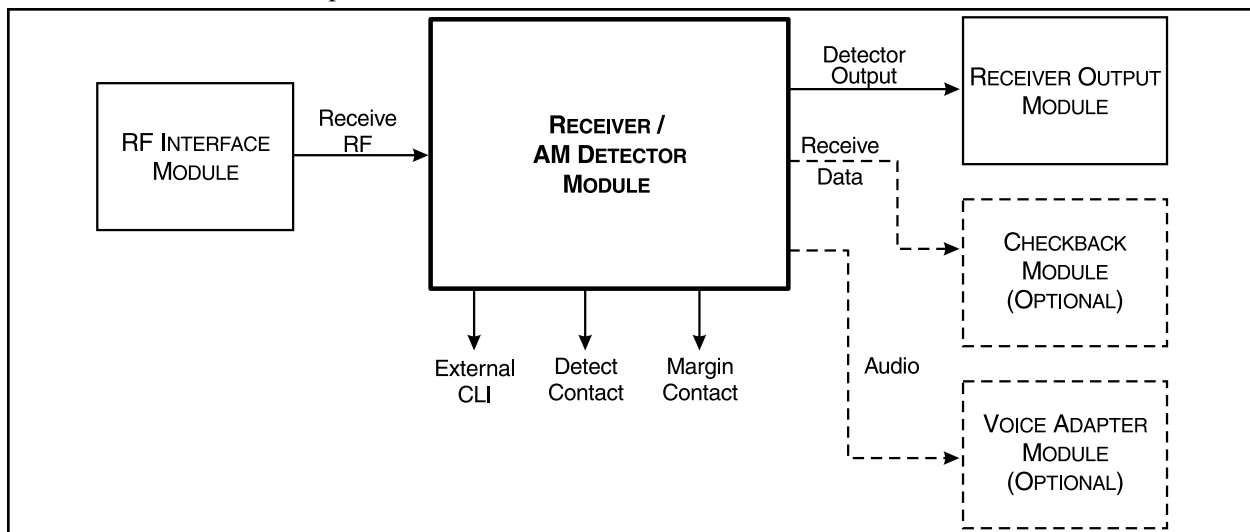 RF INTERFACE
MODULE
Receive
RF
RECEIVER /
AM DETECTOR
MODULE
Detector
Output
RECEIVER OUTPUT
MODULE
Receive
Data
CHECKBACK
MODULE
(OPTIONAL)
External
CLI
Detect
Contact
Margin
Contact
Audio
VOICE ADAPTER
MODULE
(OPTIONAL)